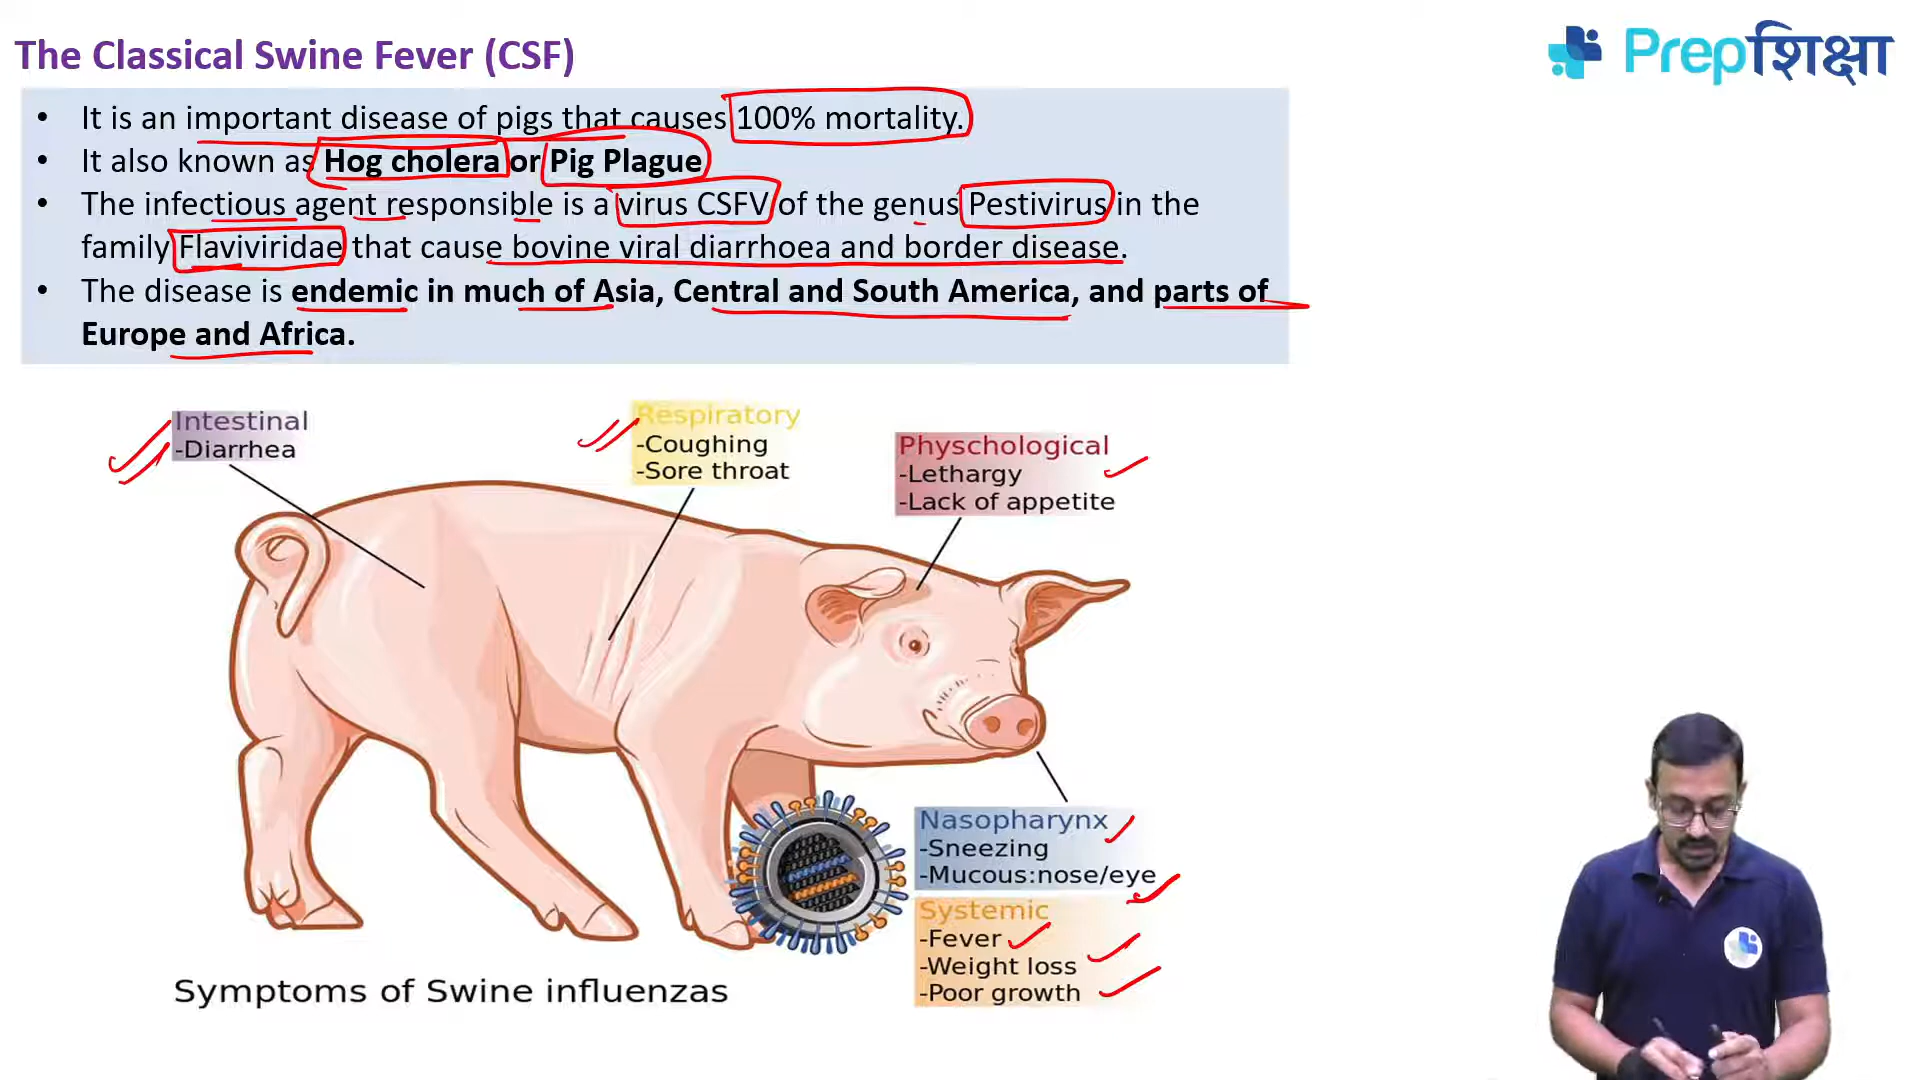 The Classical Swine Fever (CSF)
Prepशिक्षा
• It is an important disease of pigs that causes 100% mortality.
• It also known as Hog cholera or Pig Plague
• The infectious agent responsible is a virus CSFV of the genus Pestivirus in the
family Flaviviridae that cause bovine viral diarrhoea and border disease.
• The disease is endemic in much of Asia, Central and South America, and parts of
Europe and Africa.
Intestinal
-Diarrhea
Respiratory
-Coughing
-Sore throat
Physchological
-Lethargy
-Lack of appetite
Nasopharynx
-Sneezing
-Mucous:nose/eye
Systemic
-Fever
-Weight loss
-Poor growth
Symptoms of Swine influenzas